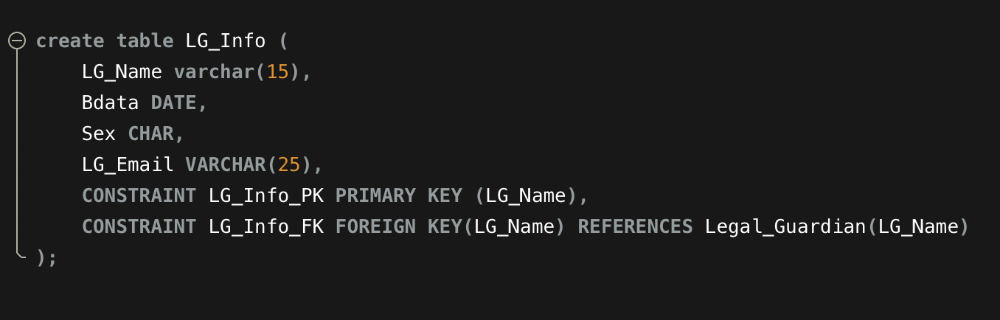 create table LG_Info (
    LG_Name varchar(15),
    Bdata DATE,
    Sex CHAR,
    LG_Email VARCHAR(25),
    CONSTRAINT LG_Info_PK PRIMARY KEY (LG_Name),
    CONSTRAINT LG_Info_FK FOREIGN KEY(LG_Name) REFERENCES Legal_Guardian(LG_Name)
);